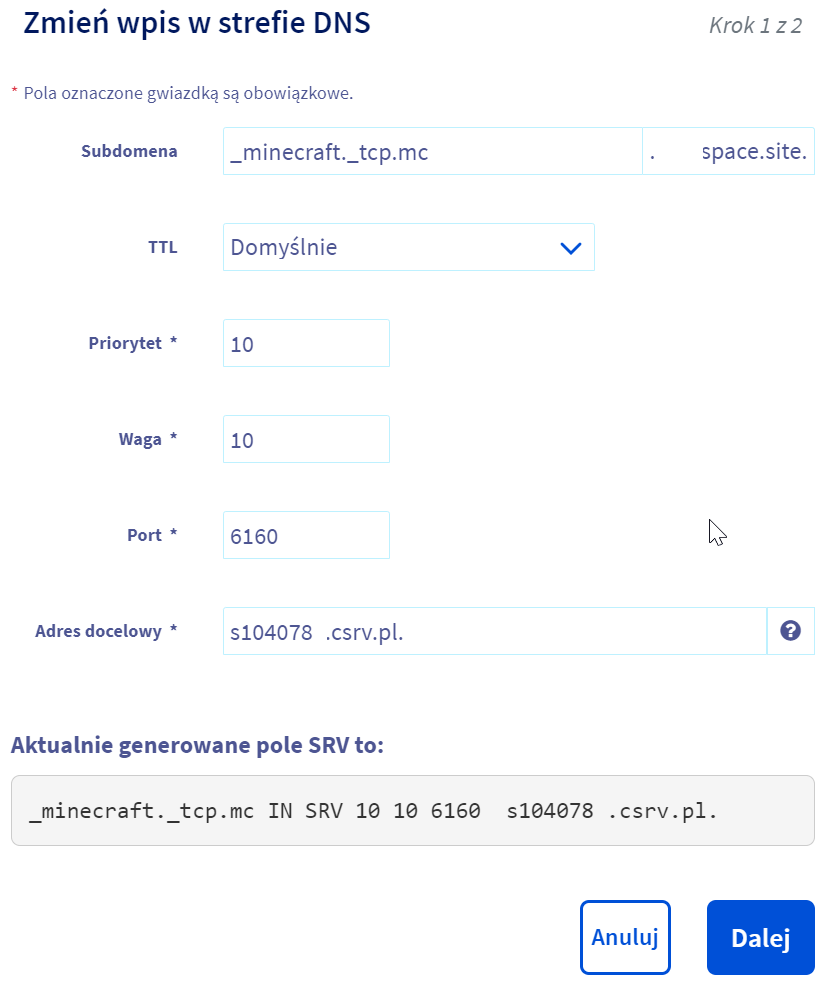 Zmień wpis w strefie DNS
Krok 1 z 2
* Pola oznaczone gwiazdką są obowiązkowe.
Subdomena _minecraft._tcp.mc . space.site.
TTL Domyślnie
Priorytet * 10
Waga * 10
Port * 6160
Adres docelowy * s104078 .csrv.pl. ?
Aktualnie generowane pole SRV to:
_minecraft._tcp.mc IN SRV 10 10 6160 s104078 .csrv.pl.
Anuluj Dalej